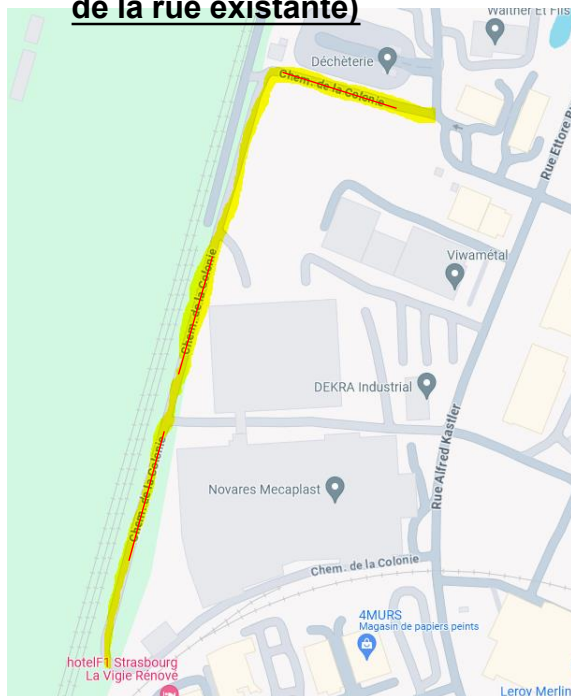 de la rue existante)
Walther Et Fils
Déchèterie
Chem. de la Colonie
Rue Ettore
Viwamétal
Chem. de la Colonie
DEKRA Industrial
Rue Alfred Kastler
Chem. de la Colonie
Novares Mecaplast
Chem. de la Colonie
4MURS
Magasin de papiers peints
hotelF1 Strasbourg
La Vigie Rénové
Leroy Merlin